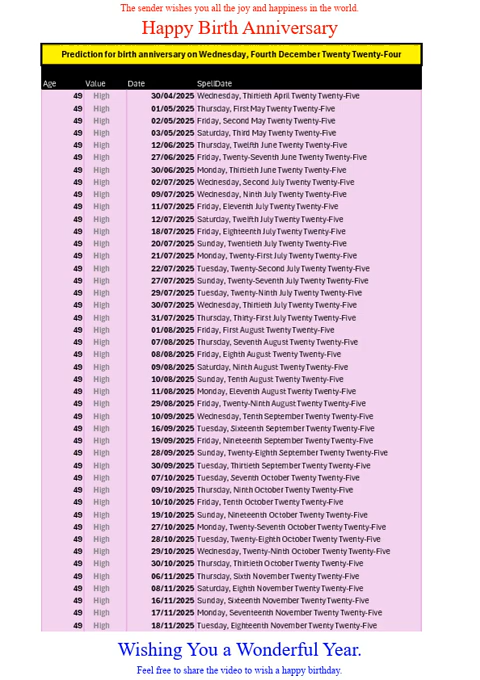 The sender wishes you all the joy and happiness in the world.
Happy Birth Anniversary
Prediction for birth anniversary on Wednesday, Fourth December Twenty Twenty-Four
Age Value Date SpellDate
49 High 30/04/2025 Wednesday, Thirtieth April Twenty Twenty-Five
49 High 01/05/2025 Thursday, First May Twenty Twenty-Five
49 High 02/05/2025 Friday, Second May Twenty Twenty-Five
49 High 03/05/2025 Saturday, Third May Twenty Twenty-Five
49 High 12/06/2025 Thursday, Twelfth June Twenty Twenty-Five
49 High 27/06/2025 Friday, Twenty-Seventh June Twenty Twenty-Five
49 High 30/06/2025 Monday, Thirtieth June Twenty Twenty-Five
49 High 02/07/2025 Wednesday, Second July Twenty Twenty-Five
49 High 09/07/2025 Wednesday, Ninth July Twenty Twenty-Five
49 High 11/07/2025 Friday, Eleventh July Twenty Twenty-Five
49 High 12/07/2025 Saturday, Twelfth July Twenty Twenty-Five
49 High 18/07/2025 Friday, Eighteenth July Twenty Twenty-Five
49 High 20/07/2025 Sunday, Twentieth July Twenty Twenty-Five
49 High 21/07/2025 Monday, Twenty-First July Twenty Twenty-Five
49 High 22/07/2025 Tuesday, Twenty-Second July Twenty Twenty-Five
49 High 27/07/2025 Sunday, Twenty-Seventh July Twenty Twenty-Five
49 High 29/07/2025 Tuesday, Twenty-Ninth July Twenty Twenty-Five
49 High 30/07/2025 Wednesday, Thirtieth July Twenty Twenty-Five
49 High 31/07/2025 Thursday, Thirty-First July Twenty Twenty-Five
49 High 01/08/2025 Friday, First August Twenty Twenty-Five
49 High 07/08/2025 Thursday, Seventh August Twenty Twenty-Five
49 High 08/08/2025 Friday, Eighth August Twenty Twenty-Five
49 High 09/08/2025 Saturday, Ninth August Twenty Twenty-Five
49 High 10/08/2025 Sunday, Tenth August Twenty Twenty-Five
49 High 11/08/2025 Monday, Eleventh August Twenty Twenty-Five
49 High 29/08/2025 Friday, Twenty-Ninth August Twenty Twenty-Five
49 High 10/09/2025 Wednesday, Tenth September Twenty Twenty-Five
49 High 16/09/2025 Tuesday, Sixteenth September Twenty Twenty-Five
49 High 19/09/2025 Friday, Nineteenth September Twenty Twenty-Five
49 High 28/09/2025 Sunday, Twenty-Eighth September Twenty Twenty-Five
49 High 30/09/2025 Tuesday, Thirtieth September Twenty Twenty-Five
49 High 07/10/2025 Tuesday, Seventh October Twenty Twenty-Five
49 High 09/10/2025 Thursday, Ninth October Twenty Twenty-Five
49 High 10/10/2025 Friday, Tenth October Twenty Twenty-Five
49 High 19/10/2025 Sunday, Nineteenth October Twenty Twenty-Five
49 High 27/10/2025 Monday, Twenty-Seventh October Twenty Twenty-Five
49 High 28/10/2025 Tuesday, Twenty-Eighth October Twenty Twenty-Five
49 High 29/10/2025 Wednesday, Twenty-Ninth October Twenty Twenty-Five
49 High 30/10/2025 Thursday, Thirtieth October Twenty Twenty-Five
49 High 06/11/2025 Thursday, Sixth November Twenty Twenty-Five
49 High 08/11/2025 Saturday, Eighth November Twenty Twenty-Five
49 High 16/11/2025 Sunday, Sixteenth November Twenty Twenty-Five
49 High 17/11/2025 Monday, Seventeenth November Twenty Twenty-Five
49 High 18/11/2025 Tuesday, Eighteenth November Twenty Twenty-Five
Wishing You a Wonderful Year.
Feel free to share the video to wish a happy birthday.